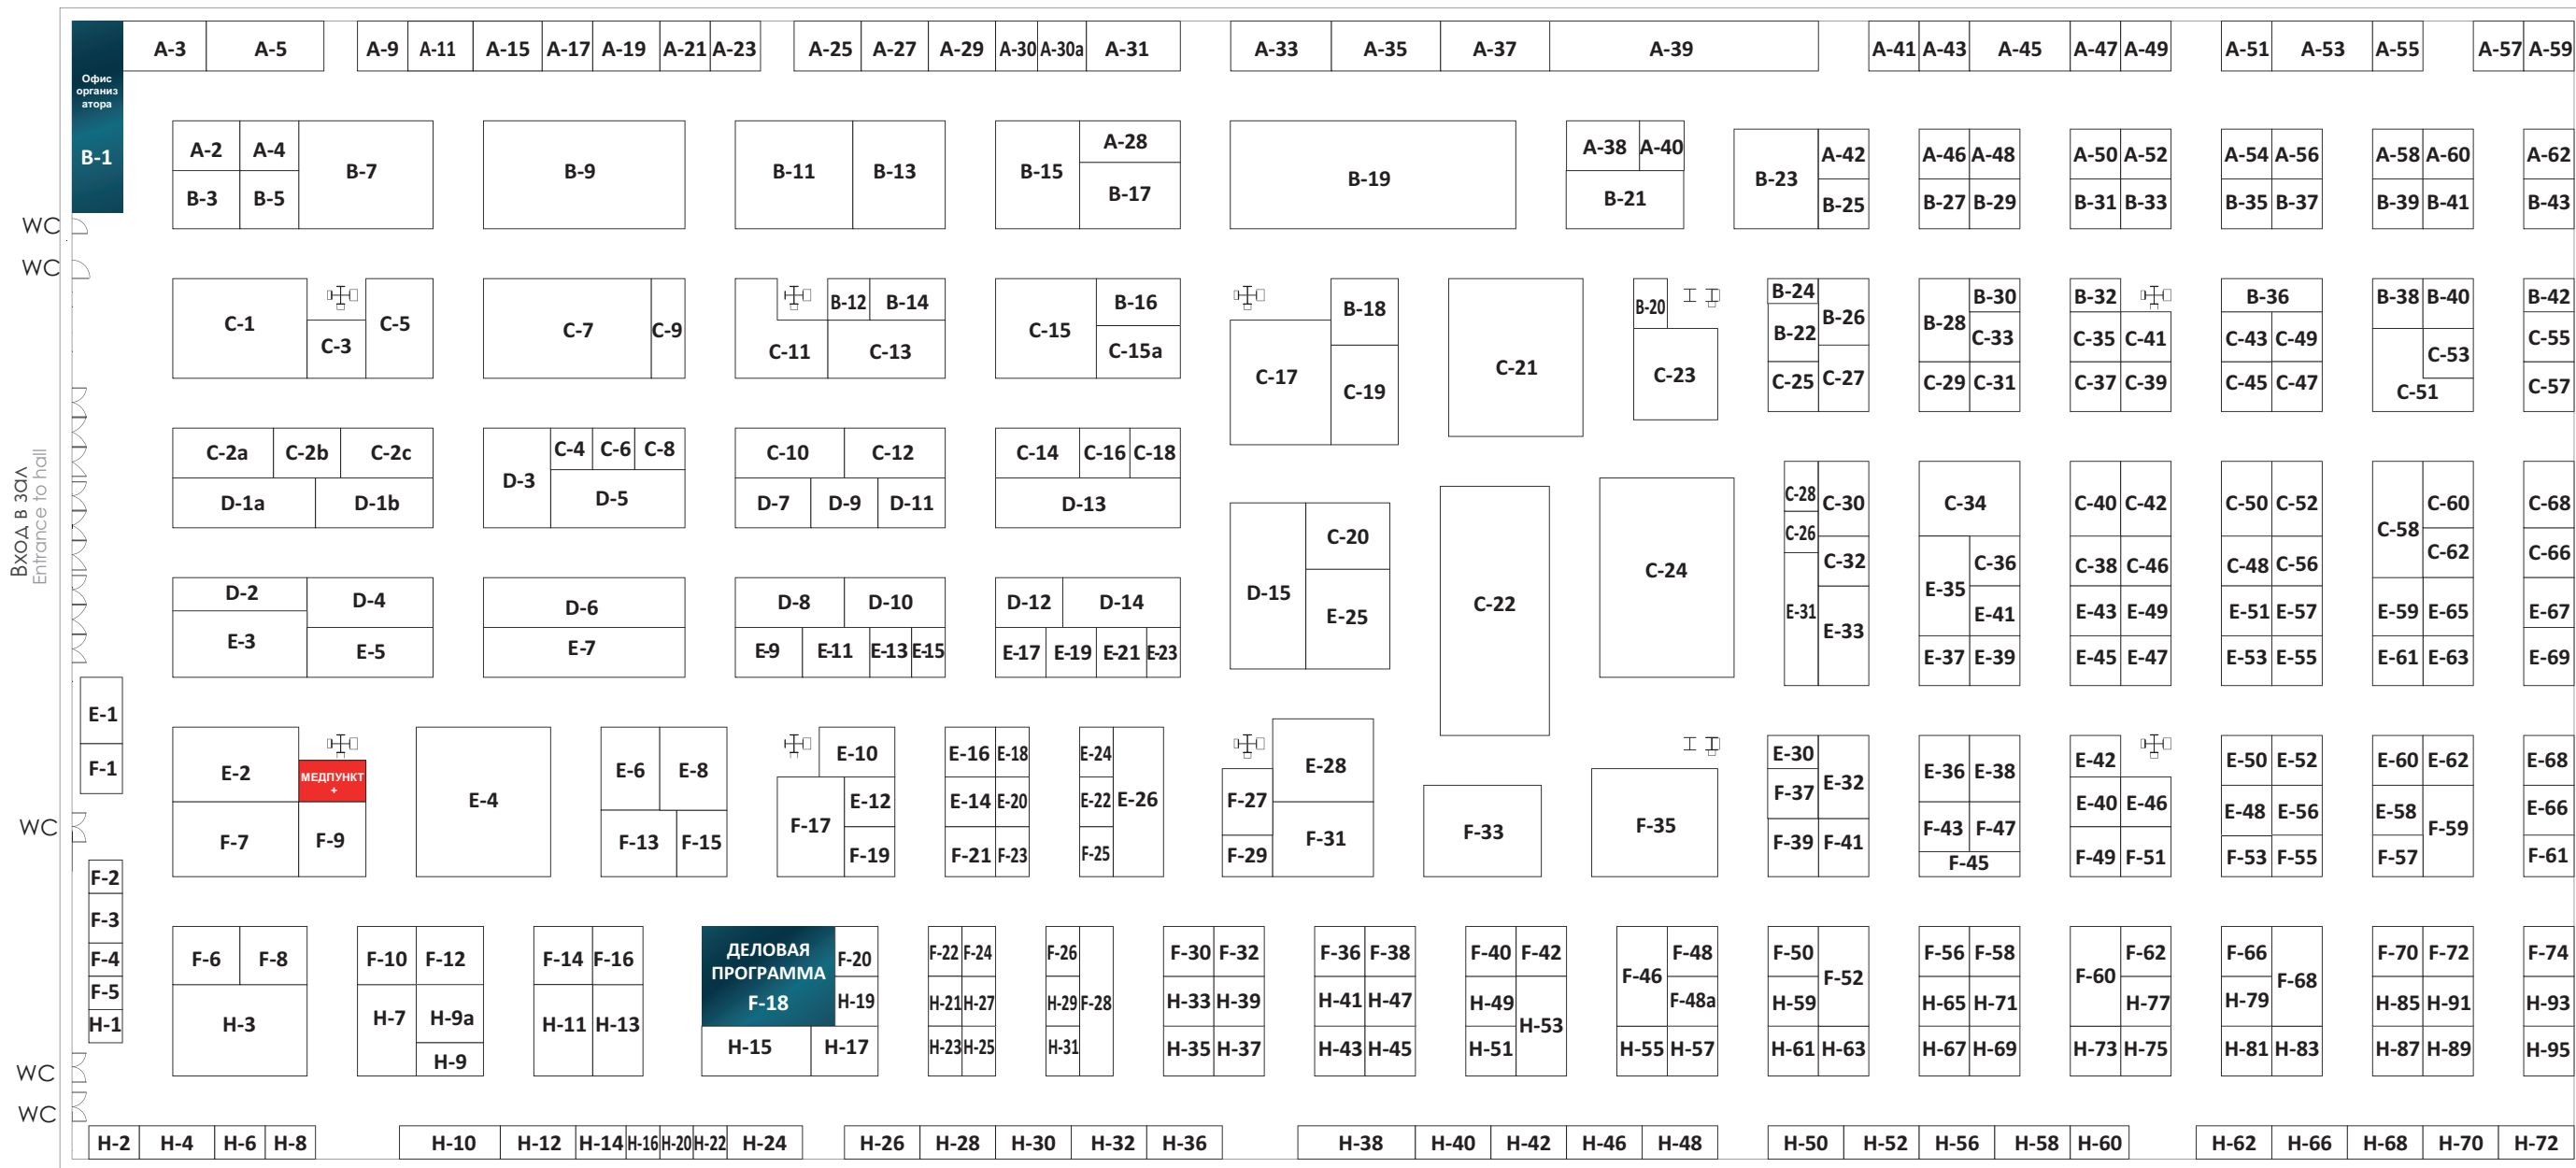 A-3 A-5 A-9 A-11 A-15 A-17 A-19 A-21 A-23 A-25 A-27 A-29 A-30 A-30a A-31 A-33 A-35 A-37 A-39 A-41 A-43 A-45 A-47 A-49 A-51 A-53 A-55 A-57 A-59
Офис
организ
атора
B-1
A-2 A-4 B-7 B-9 B-11 B-13 B-15 A-28 B-19 A-38 A-40 B-23 A-42 A-46 A-48 A-50 A-52 A-54 A-56 A-58 A-60 A-62
B-3 B-5 B-17 B-21 B-25 B-27 B-29 B-31 B-33 B-35 B-37 B-39 B-41 B-43
WC
WC
B-12 B-14 B-16 B-18 B-20 B-24 B-26 B-30 B-32 B-36 B-38 B-40 B-42
C-1 C-3 C-5 C-7 C-9 C-11 C-13 C-15 C-15a B-22 B-28 C-33 C-35 C-41 C-43 C-49 C-53 C-55
C-17 C-19 C-21 C-23 C-25 C-27 C-29 C-31 C-37 C-39 C-45 C-47 C-51 C-57
Вход в зал
Entrance to hall
C-2a C-2b C-2c C-4 C-6 C-8 C-10 C-12 C-14 C-16 C-18
D-1a D-1b D-3 D-5 D-7 D-9 D-11 D-13 C-28 C-30 C-34 C-40 C-42 C-50 C-52 C-58 C-60 C-68
C-20 C-26 C-32 C-36 C-38 C-46 C-48 C-56 C-62 C-66
D-2 D-4 D-6 D-8 D-10 D-12 D-14 D-15 C-22 C-24 E-31 E-35 E-41 E-43 E-49 E-51 E-57 E-59 E-65 E-67
E-3 E-5 E-7 E-9 E-11 E-13 E-15 E-17 E-19 E-21 E-23 E-25 E-33 E-37 E-39 E-45 E-47 E-53 E-55 E-61 E-63 E-69
E-1
F-1
E-2 МЕДПУНКТ
+
E-4 E-6 E-8 E-10 E-16 E-18 E-24 E-28 E-30 E-32 E-36 E-38 E-42 E-50 E-52 E-60 E-62 E-68
E-12 E-14 E-20 E-22 E-26 F-27 F-37 E-40 E-46 E-48 E-56 E-58 F-59 E-66
WC
F-7 F-9 F-13 F-15 F-17 F-19 F-21 F-23 F-25 F-29 F-31 F-33 F-35 F-39 F-41 F-43 F-47 F-45 F-49 F-51 F-53 F-55 F-57 F-61
F-2
F-3
F-4
F-5
H-1
F-6 F-8 F-10 F-12 F-14 F-16 ДЕЛОВАЯ
ПРОГРАММА
F-18
F-20 F-22 F-24 F-26 F-30 F-32 F-36 F-38 F-40 F-42 F-46 F-48 F-50 F-52 F-56 F-58 F-60 F-62 F-66 F-68 F-70 F-72 F-74
H-3 H-7 H-9a H-11 H-13 H-19 H-21 H-27 H-29 F-28 H-33 H-39 H-41 H-47 H-49 H-53 F-48a H-59 H-65 H-71 H-77 H-79 H-85 H-91 H-93
H-9 H-15 H-17 H-23 H-25 H-31 H-35 H-37 H-43 H-45 H-51 H-55 H-57 H-61 H-63 H-67 H-69 H-73 H-75 H-81 H-83 H-87 H-89 H-95
WC
WC
H-2 H-4 H-6 H-8 H-10 H-12 H-14 H-16 H-20 H-22 H-24 H-26 H-28 H-30 H-32 H-36 H-38 H-40 H-42 H-46 H-48 H-50 H-52 H-56 H-58 H-60 H-62 H-66 H-68 H-70 H-72